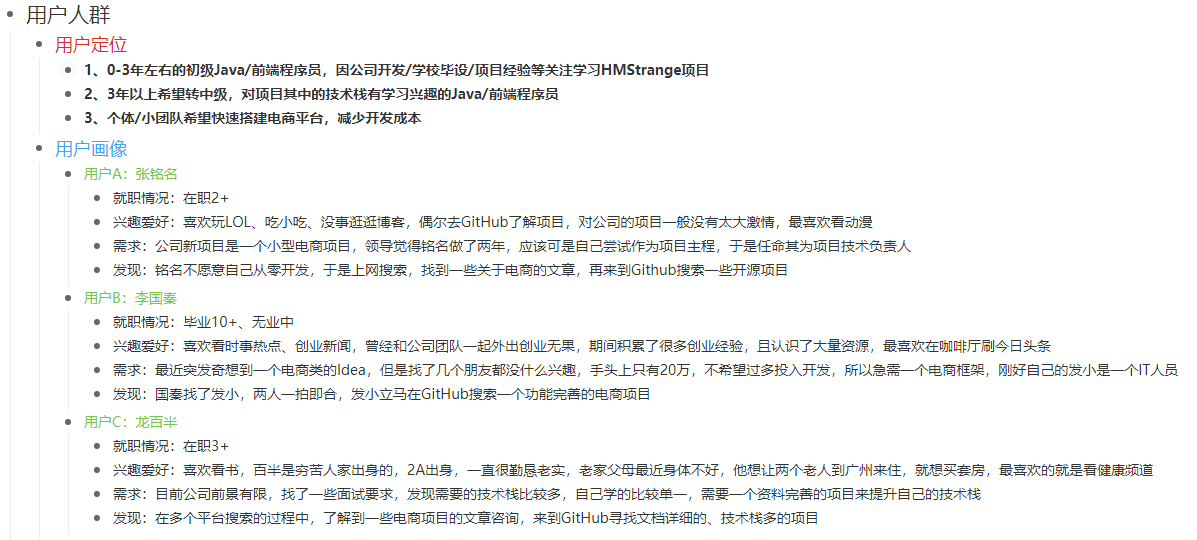 用户人群
用户定位
1、0-3年左右的初级Java/前端程序员，因公司开发/学校毕设/项目经验等关注学习HMStrange项目
2、3年以上希望转中级，对项目其中的技术栈有学习兴趣的Java/前端程序员
3、个体/小团队希望快速搭建电商平台，减少开发成本
用户画像
用户A：张铭名
就职情况：在职2+
兴趣爱好：喜欢玩LOL、吃小吃、没事逛逛博客，偶尔去GitHub了解项目，对公司的项目一般没有太大激情，最喜欢看动漫
需求：公司新项目是一个小型电商项目，领导觉得铭名做了两年，应该可是自己尝试作为项目主程，于是任命其为项目技术负责人
发现：铭名不愿意自己从零开发，于是上网搜索，找到一些关于电商的文章，再来到Github搜索一些开源项目
用户B：李国秦
就职情况：毕业10+、无业中
兴趣爱好：喜欢看时事热点、创业新闻，曾经和公司团队一起外出创业无果，期间积累了很多创业经验，且认识了大量资源，最喜欢在咖啡厅刷今日头条
需求：最近突发奇想到一个电商类的Idea，但是找了几个朋友都没什么兴趣，手头上只有20万，不希望过多投入开发，所以急需一个电商框架，刚好自己的发小是一个IT人员
发现：国秦找了发小，两人一拍即合，发小立马在GitHub搜索一个功能完善的电商项目
用户C：龙百半
就职情况：在职3+
兴趣爱好：喜欢看书，百半是穷苦人家出身的，2A出身，一直很勤恳老实，老家父母最近身体不好，他想让两个老人到广州来住，就想买套房，最喜欢的就是看健康频道
需求：目前公司前景有限，找了一些面试要求，发现需要的技术栈比较多，自己学的比较单一，需要一个资料完善的项目来提升自己的技术栈
发现：在多个平台搜索的过程中，了解到一些电商项目的文章咨询，来到GitHub寻找文档详细的、技术栈多的项目